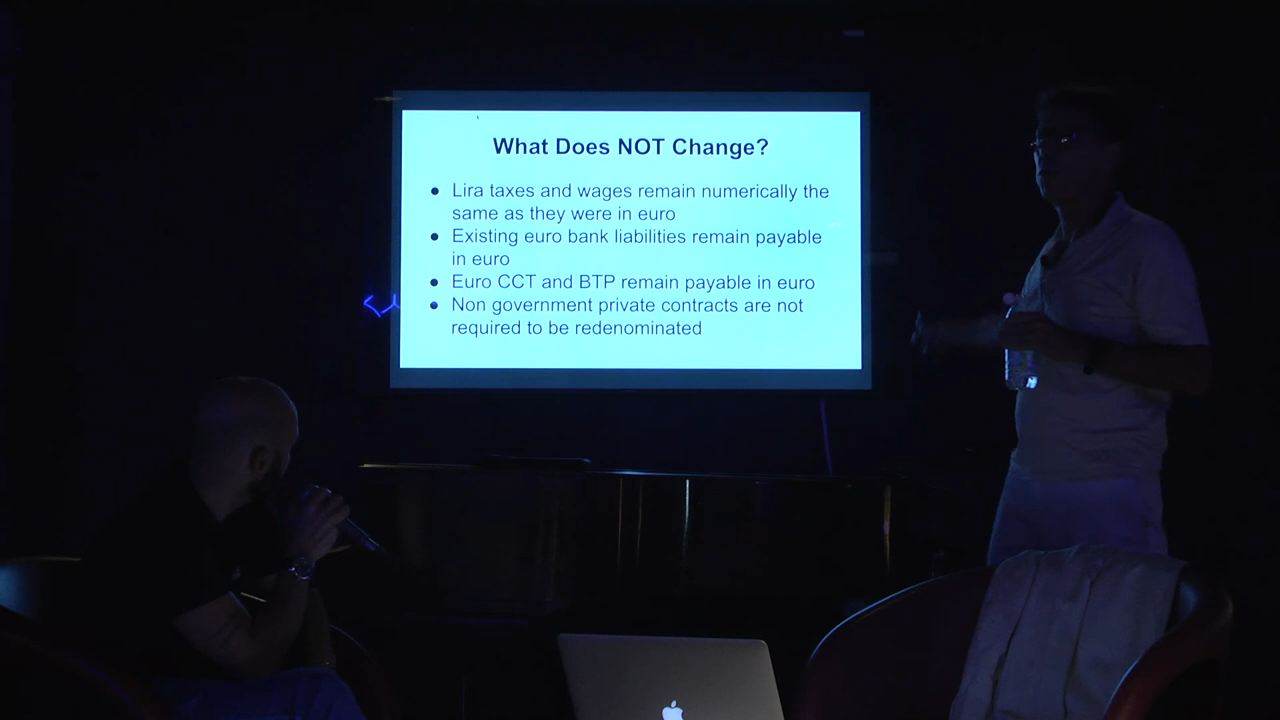 What Does NOT Change?
● Lira taxes and wages remain numerically the
same as they were in euro
● Existing euro bank liabilities remain payable
in euro
● Euro CCT and BTP remain payable in euro
● Non government private contracts are not
required to be redenominated